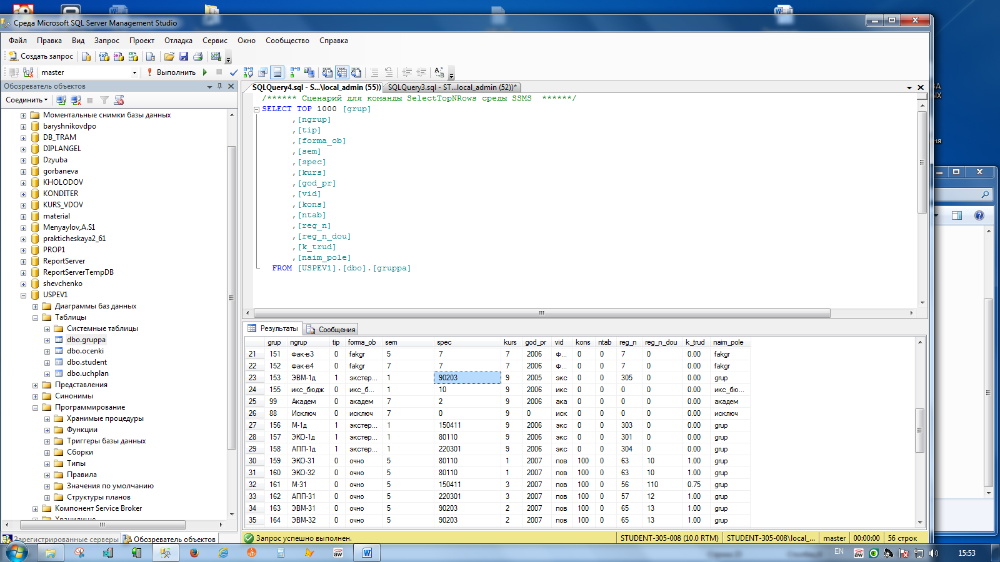 Среда Microsoft SQL Server Management Studio
Файл Правка Вид Запрос Проект Отладка Сервис Окно Сообщество Справка
Создать запрос
master Выполнить
Обозреватель объектов
Соединить
Моментальные снимки базы данных
baryshnikovdpo
DB_TRAM
DIPLANGEL
Dzyuba
gorbaneva
KHOLODOV
KONDITER
KURS_VDOV
material
Menyaylov,A.S1
prakticheskaya2_61
PROP1
ReportServer
ReportServerTempDB
shevchenko
USPEV1
Диаграммы баз данных
Таблицы
Системные таблицы
dbo.gruppa
dbo.ocenki
dbo.student
dbo.uchplan
Представления
Синонимы
Программирование
Хранимые процедуры
Функции
Триггеры базы данных
Сборки
Типы
Правила
Значения по умолчанию
Структуры планов
Компонент Service Broker
Хранилище
Зарегистрированные серверы Обозреватель объектов
SQLQuery4.sql - S...\local_admin (55)) SQLQuery3.sql - ST...local_admin (52))*
/****** Сценарий для команды SelectTopNRows среды SSMS ******/
SELECT TOP 1000 [grup]
,[ngrup]
,[tip]
,[forma_ob]
,[sem]
,[spec]
,[kurs]
,[god_pr]
,[vid]
,[kons]
,[ntab]
,[reg_n]
,[reg_n_dou]
,[k_trud]
,[naim_pole]
FROM [USPEV1].[dbo].[gruppa]
Результаты Сообщения
grup ngrup tip forma_ob sem spec kurs god_pr vid kons ntab reg_n reg_n_dou k_trud naim_pole
21 151 фак-в3 0 fakgr 5 7 7 2006 ф... 0 0 7 0 0.00 fakgr
22 152 фак-в4 0 fakgr 7 7 7 2006 ф... 0 0 7 0 0.00 fakgr
23 153 ЭВМ-1д 1 экстер... 1 90203 9 2005 экс 0 0 305 0 0.00 grup
24 155 икс_бюдж 0 икс_б... 1 10 9 2006 икс 0 0 0 0 0.00 икс_бю...
25 99 Академ 0 академ 7 2 9 2006 ака 0 0 0 0 0.00 академ
26 88 Исключ 0 исключ 7 0 9 0 иск 0 0 0 0 0.00 исключ
27 156 М-1д 1 экстер... 1 150411 9 2006 экс 0 0 303 0 0.00 grup
28 157 ЭКО-1д 1 экстер... 1 80110 9 2006 экс 0 0 301 0 0.00 grup
29 158 АПП-1д 1 экстер... 1 220301 9 2006 экс 0 0 304 0 0.00 grup
30 159 ЭКО-31 0 очно 5 80110 1 2007 пов 100 0 63 10 1.00 grup
31 160 ЭКО-32 0 очно 5 80110 1 2007 пов 100 0 63 10 1.00 grup
32 161 М-31 0 очно 5 150411 3 2007 пов 100 0 56 110 0.75 grup
33 162 АПП-31 0 очно 5 220301 3 2007 пов 100 0 57 12 1.00 grup
34 163 ЭВМ-31 0 очно 5 90203 2 2007 пов 100 0 65 13 1.00 grup
35 164 ЭВМ-32 0 очно 5 90203 2 2007 пов 100 0 65 13 1.00 grup
Запрос успешно выполнен. STUDENT-305-008 (10.0 RTM) STUDENT-305-008\local_... master 00:00:00 56 строк
EN 15:53